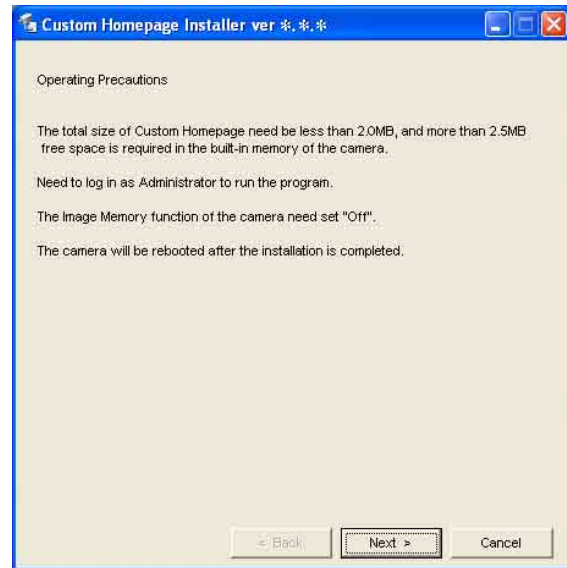 Custom Homepage Installer ver *.*.*
Operating Precautions
The total size of Custom Homepage need be less than 2.0MB, and more than 2.5MB
free space is required in the built-in memory of the camera.
Need to log in as Administrator to run the program.
The Image Memory function of the camera need set "Off".
The camera will be rebooted after the installation is completed.
< Back
Next >
Cancel